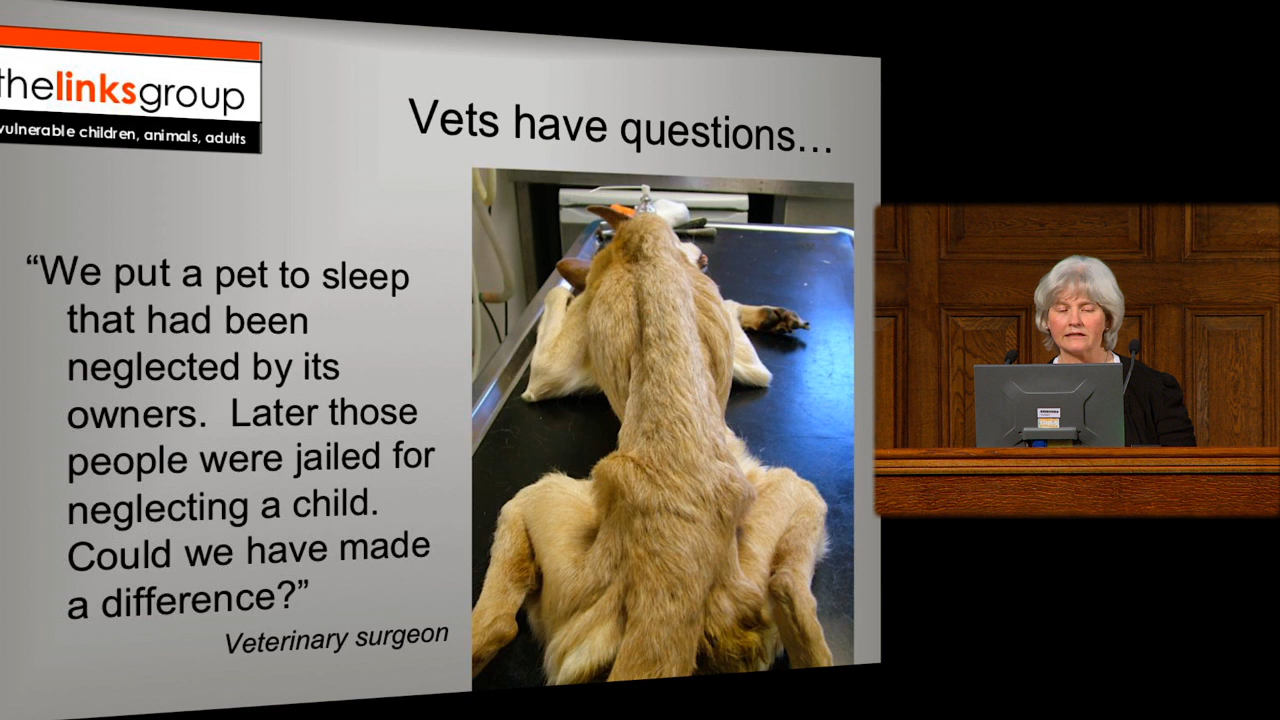 thelinksgroup
vulnerable children, animals, adults
Vets have questions…
“We put a pet to sleep
that had been
neglected by its
owners.  Later those
people were jailed for
neglecting a child.
Could we have made
a difference?”
Veterinary surgeon